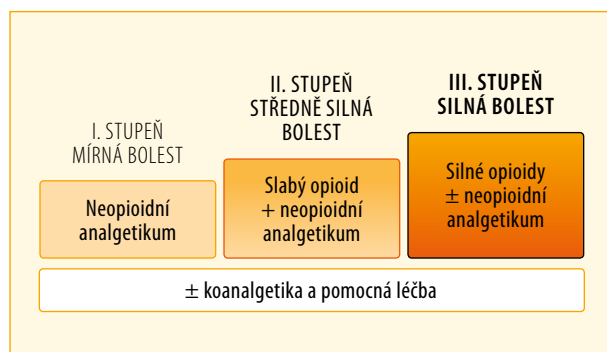 I. STUPEŇ
MÍRNÁ BOLEST
Neopioidní
analgetikum
II. STUPEŇ
STŘEDNĚ SILNÁ
BOLEST
Slabý opioid
+ neopioidní
analgetikum
III. STUPEŇ
SILNÁ BOLEST
Silné opioidy
± neopioidní
analgetikum
± koanalgetika a pomocná léčba